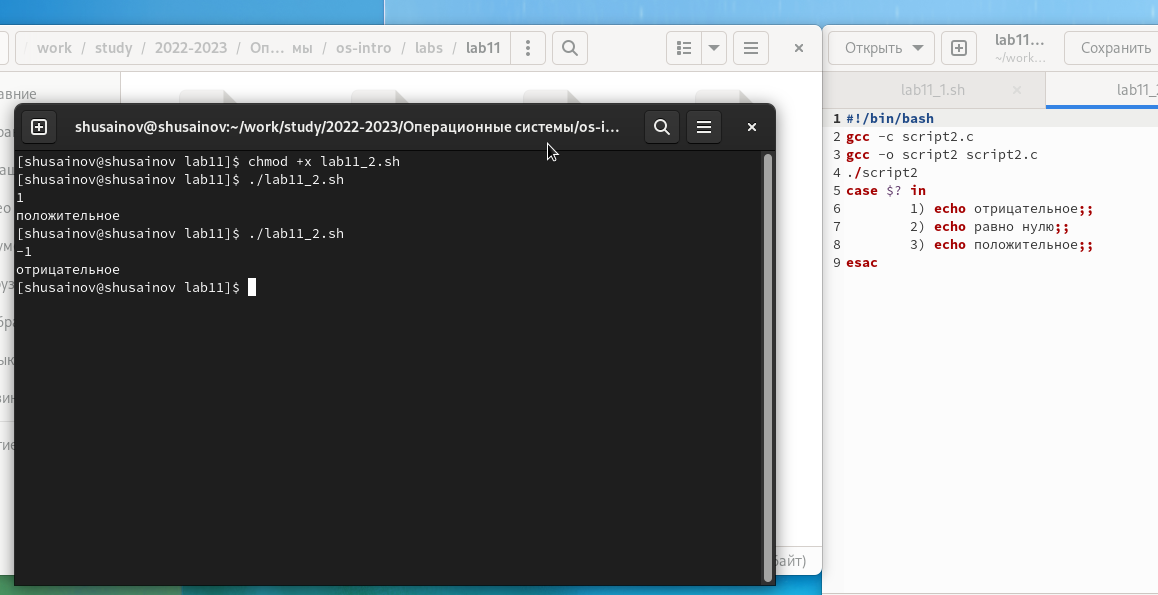 work / study / 2022-2023 / Оп… мы / os-intro / labs / lab11
Открыть
lab11…
~/work…
Сохранить
lab11_1.sh
lab11_2
shusainov@shusainov:~/work/study/2022-2023/Операционные системы/os-i…
[shusainov@shusainov lab11]$ chmod +x lab11_2.sh
[shusainov@shusainov lab11]$ ./lab11_2.sh
1
положительное
[shusainov@shusainov lab11]$ ./lab11_2.sh
-1
отрицательное
[shusainov@shusainov lab11]$
1 #!/bin/bash
2 gcc -c script2.c
3 gcc -o script2 script2.c
4 ./script2
5 case $? in
6 1) echo отрицательное;;
7 2) echo равно нулю;;
8 3) echo положительное;;
9 esac
байт)